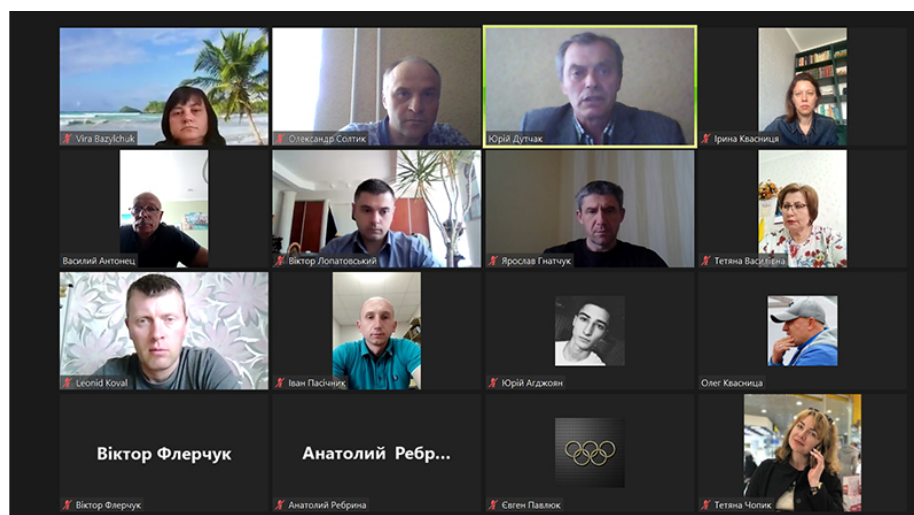 Vira Bazylchuk
Олександр Солтик
Юрій Дутчак
Ірина Квасниця
Василий Антонец
Віктор Лопатовський
Ярослав Гнатчук
Тетяна Василівна
Leonid Koval
Іван Пасічник
Юрій Агджоян
Олег Квасница
Віктор Флерчук
Віктор Флерчук
Анатолий Ребр...
Анатолий Ребрина
Євген Павлюк
Тетяна Чопик